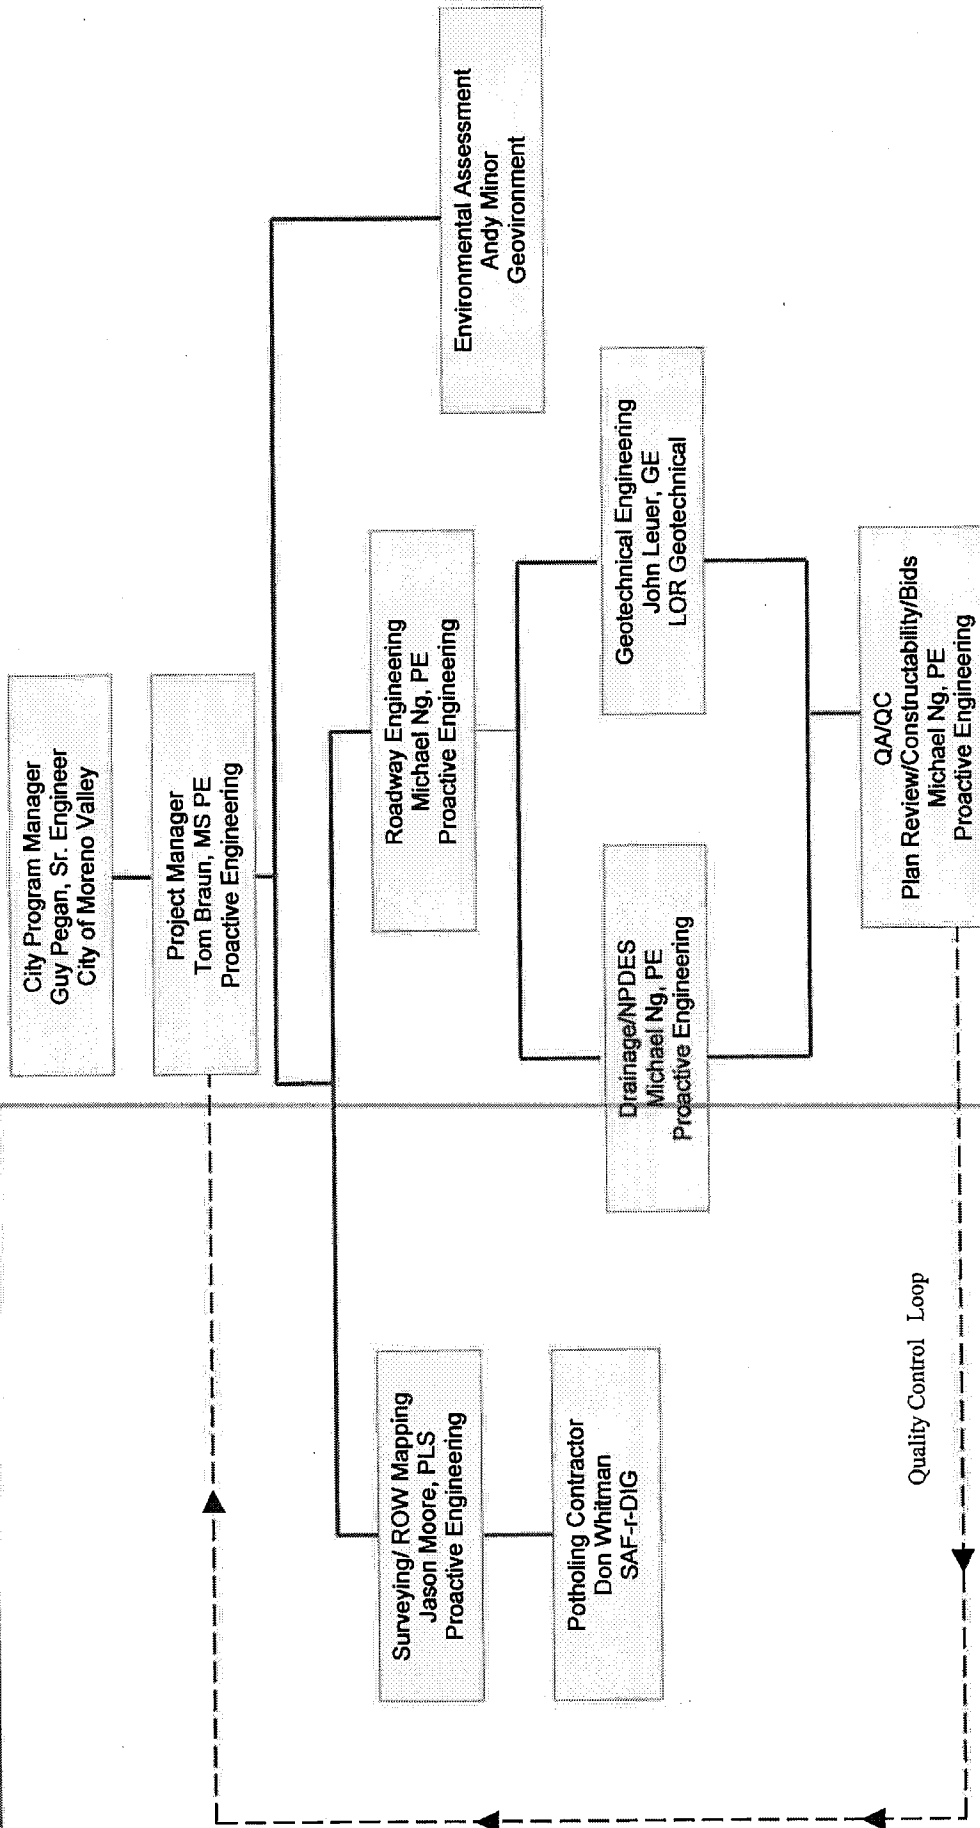 City Program Manager
Guy Pegan, Sr. Engineer
City of Moreno Valley
Project Manager
Tom Braun, MS PE
Proactive Engineering
Surveying/ ROW Mapping
Jason Moore, PLS
Proactive Engineering
Roadway Engineering
Michael Ng, PE
Proactive Engineering
Environmental Assessment
Andy Minor
Geovironment
Potholing Contractor
Don Whitman
SAF-r-DIG
Drainage/NPDES
Michael Ng, PE
Proactive Engineering
Geotechnical Engineering
John Leuer, GE
LOR Geotechnical
QA/QC
Plan Review/Constructability/Bids
Michael Ng, PE
Proactive Engineering
Quality Control Loop